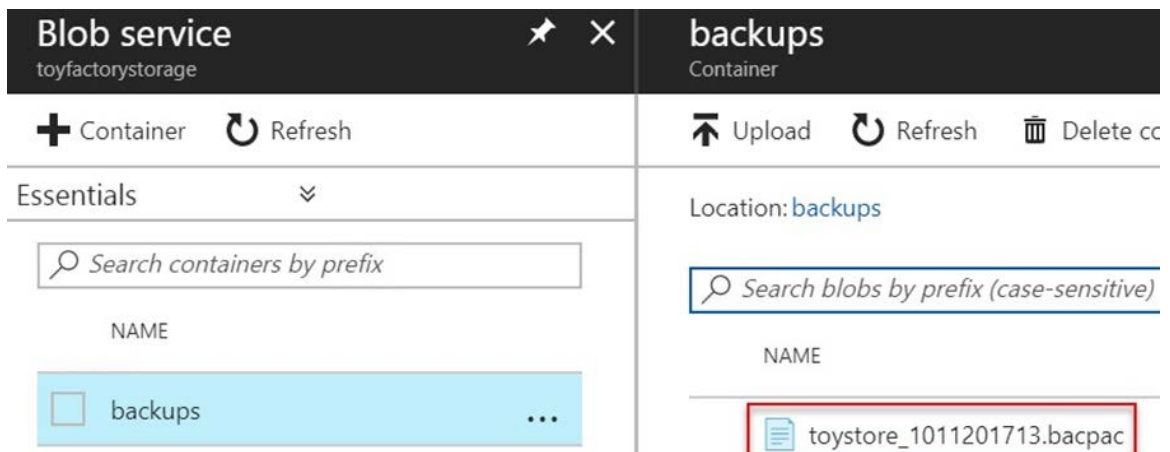 Blob service
toyfactorystorage
Container
Refresh
Essentials
Search containers by prefix
NAME
backups
...
backups
Container
Upload
Refresh
Delete
Location: backups
Search blobs by prefix (case-sensitive)
NAME
toystore_1011201713.bacpac